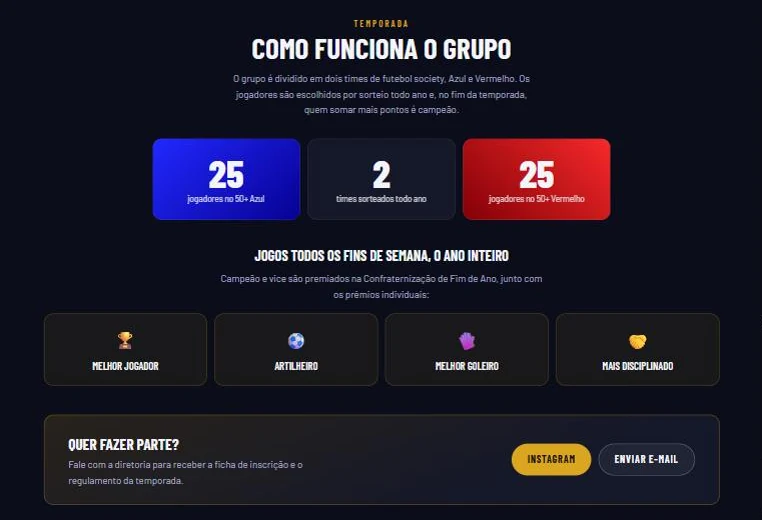 TEMPORADA
COMO FUNCIONA O GRUPO
O grupo é dividido em dois times de futebol society, Azul e Vermelho. Os
jogadores são escolhidos por sorteio todo ano e, no fim da temporada,
quem somar mais pontos é campeão.
25
jogadores no 50+ Azul
2
times sorteados todo ano
25
jogadores no 50+ Vermelho
JOGOS TODOS OS FINS DE SEMANA, O ANO INTEIRO
Campeão e vice são premiados na Confraternização de Fim de Ano, junto com
os prêmios individuais:
MELHOR JOGADOR
ARTILHEIRO
MELHOR GOLEIRO
MAIS DISCIPLINADO
QUER FAZER PARTE?
Fale com a diretoria para receber a ficha de inscrição e o
regulamento da temporada.
INSTAGRAM
ENVIAR E-MAIL